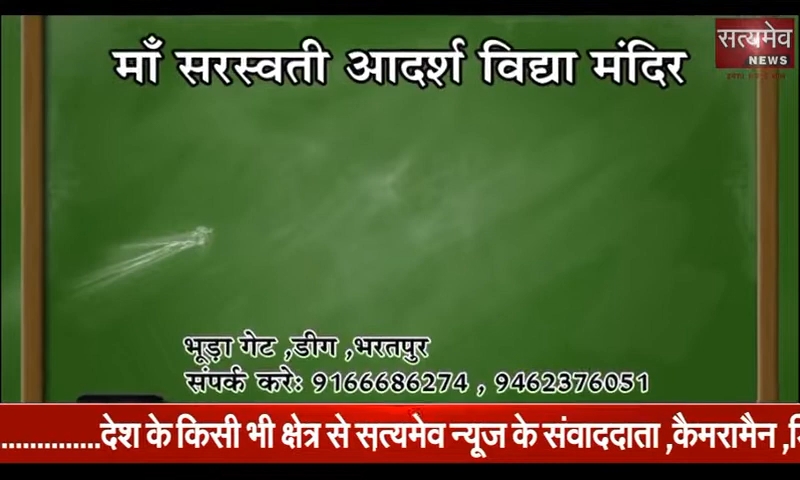 माँ सरस्वती आदर्श विद्या मंदिर
सत्यमेव
NEWS
भूड़ा गेट ,डीग ,भरतपुर
संपर्क करे: 9166686274 , 9462376051
...............देश के किसी भी क्षेत्र से सत्यमेव न्यूज के संवाददाता ,कैमरामैन ,